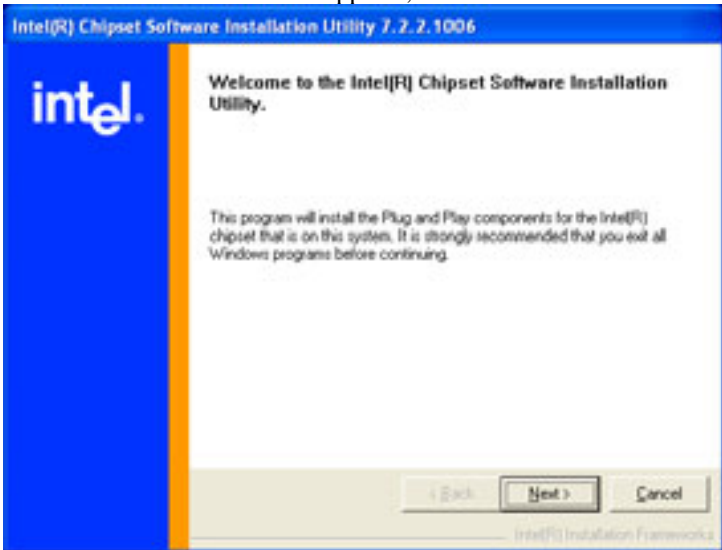 Intel(R) Chipset Software Installation Utility 7.2.2.1006
intel.
Welcome to the Intel(R) Chipset Software Installation
Utility.
This program will install the Plug and Play components for the Intel(R)
chipset that is on this system. It is strongly recommended that you exit all
Windows programs before continuing.
< Back
Next >
Cancel
Intel(R) Installation Frameworks